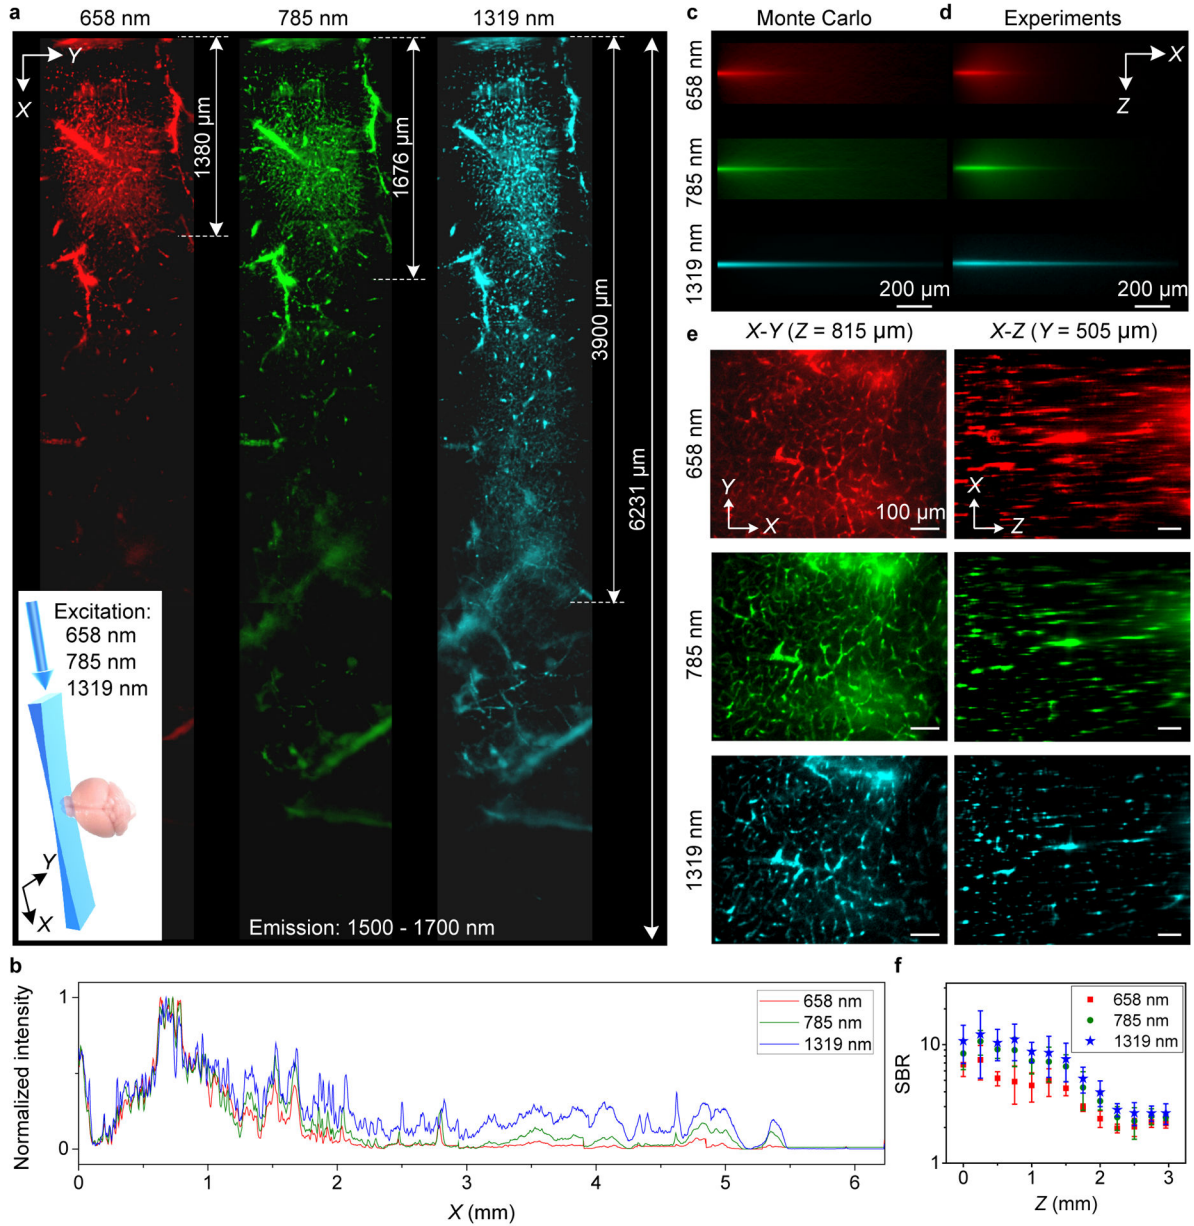 a
658 nm
785 nm
1319 nm
Y
X
1380 µm
1676 µm
3900 µm
6231 µm
Excitation:
658 nm
785 nm
1319 nm
Y
X
Emission: 1500 - 1700 nm
c
Monte Carlo
d
Experiments
658 nm
X
Z
785 nm
1319 nm
200 µm
200 µm
e
X-Y (Z = 815 µm)
X-Z (Y = 505 µm)
658 nm
Y
X
100 µm
X
Z
785 nm
1319 nm
b
Normalized intensity
1
0
658 nm
785 nm
1319 nm
0 1 2 3 4 5 6
X (mm)
f
SBR
10
1
658 nm
785 nm
1319 nm
0 1 2 3
Z (mm)